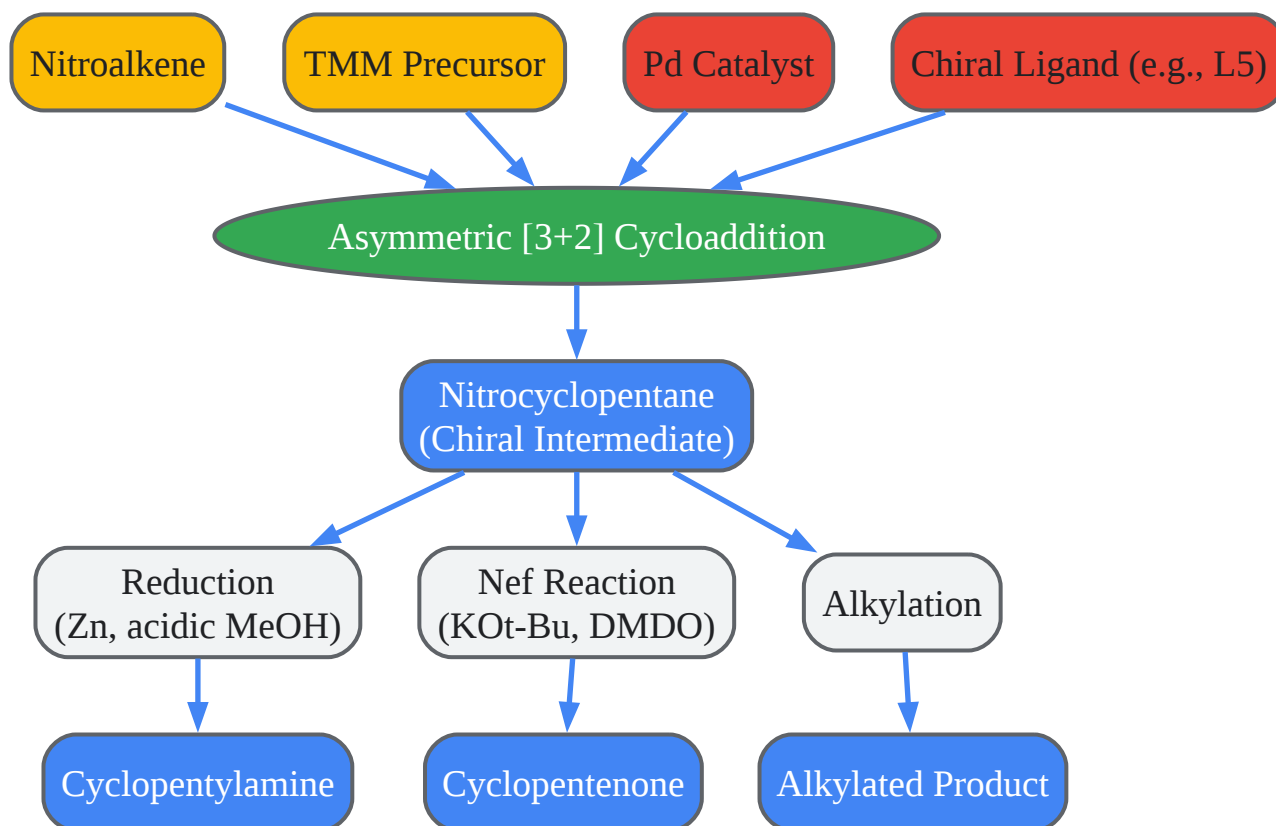 Nitroalkene
TMM Precursor
Pd Catalyst
Chiral Ligand (e.g., L5)
Asymmetric [3+2] Cycloaddition
Nitrocyclopentane
(Chiral Intermediate)
Reduction
(Zn, acidic MeOH)
Nef Reaction
(KOt-Bu, DMDO)
Alkylation
Cyclopentylamine
Cyclopentenone
Alkylated Product